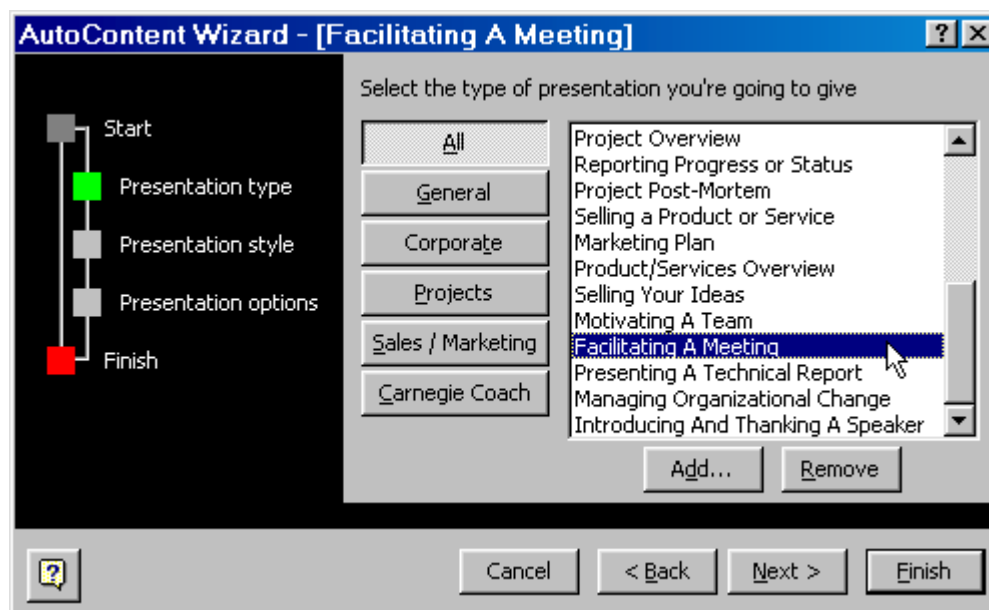 AutoContent Wizard - [Facilitating A Meeting]
Select the type of presentation you're going to give
Start
Presentation type
Presentation style
Presentation options
Finish
All
General
Corporate
Projects
Sales / Marketing
Carnegie Coach
Project Overview
Reporting Progress or Status
Project Post-Mortem
Selling a Product or Service
Marketing Plan
Product/Services Overview
Selling Your Ideas
Motivating A Team
Facilitating A Meeting
Presenting A Technical Report
Managing Organizational Change
Introducing And Thanking A Speaker
Add... Remove
Cancel < Back Next > Finish